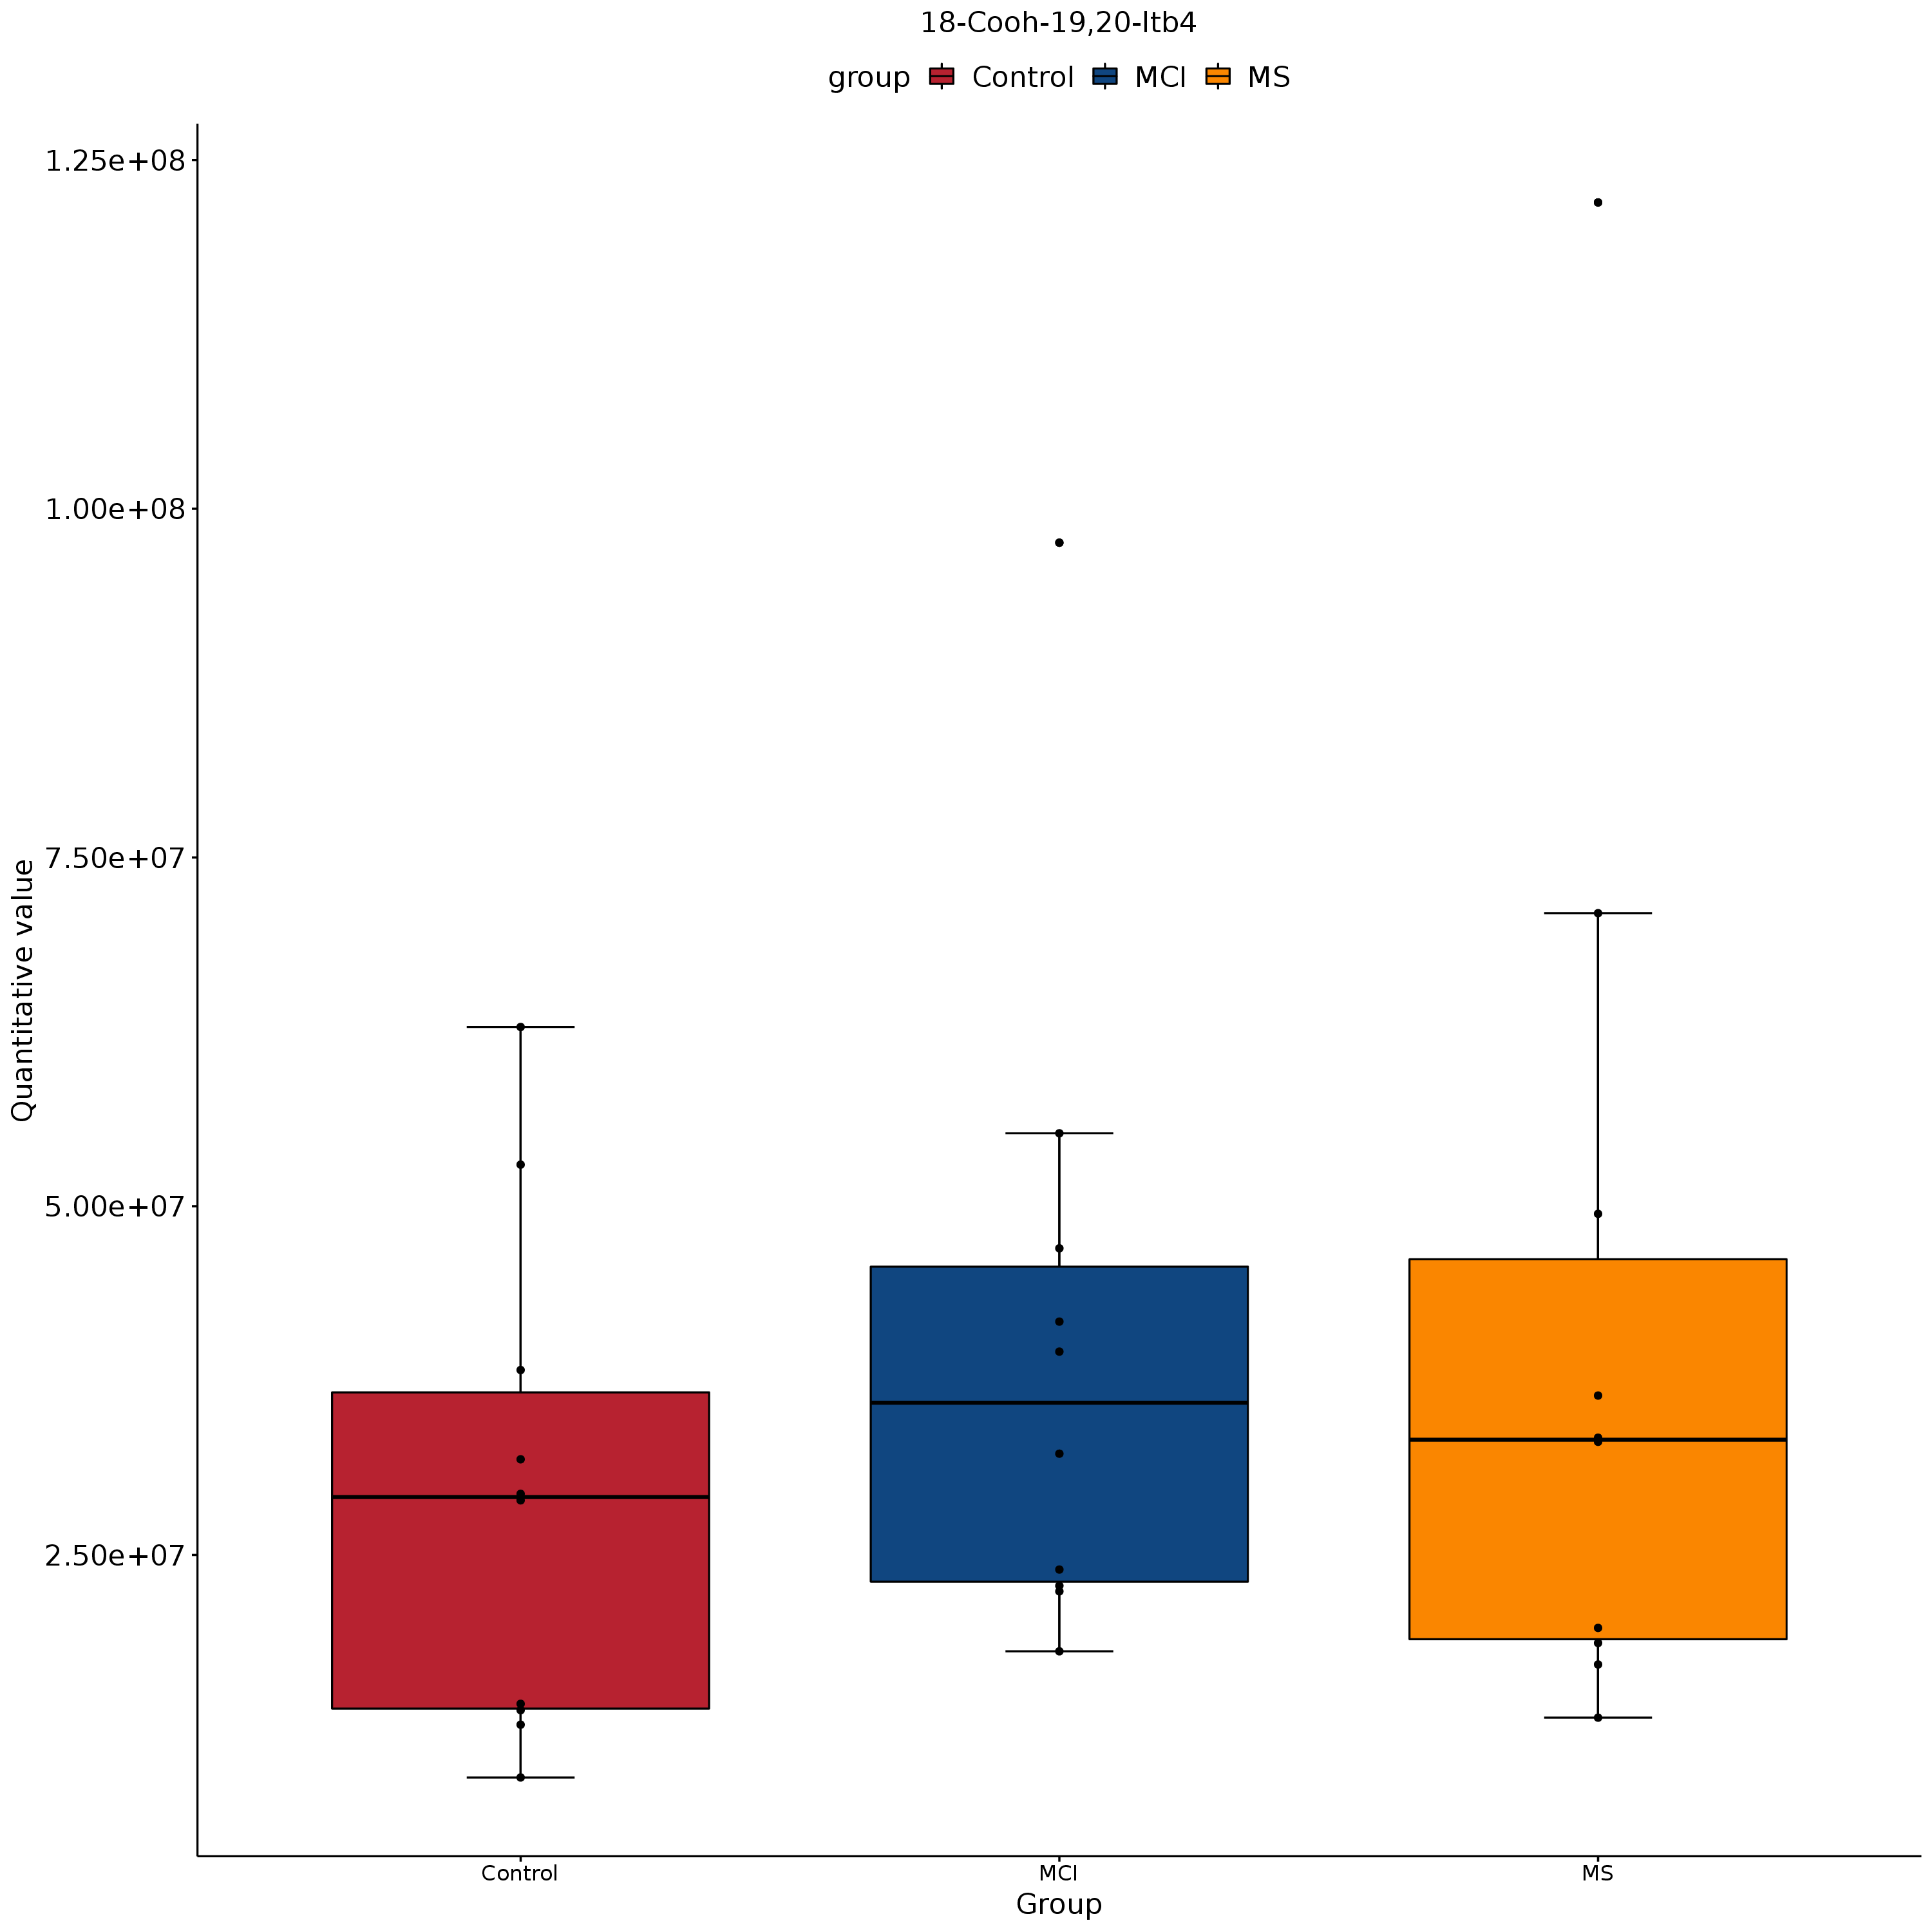 18-Cooh-19,20-ltb4
group Control MCI MS
1.25e+08
1.00e+08
7.50e+07
5.00e+07
2.50e+07
Quantitative value
Control MCI MS
Group